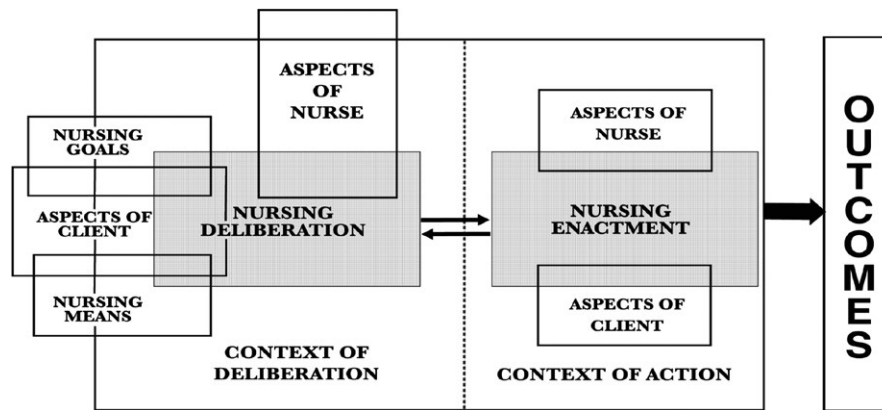 ASPECTS
OF
NURSE
NURSING
GOALS
ASPECTS OF
CLIENT
NURSING
MEANS
NURSING
DELIBERATION
CONTEXT OF
DELIBERATION
ASPECTS OF
NURSE
NURSING
ENACTMENT
ASPECTS OF
CLIENT
CONTEXT OF ACTION
OUTCOMES